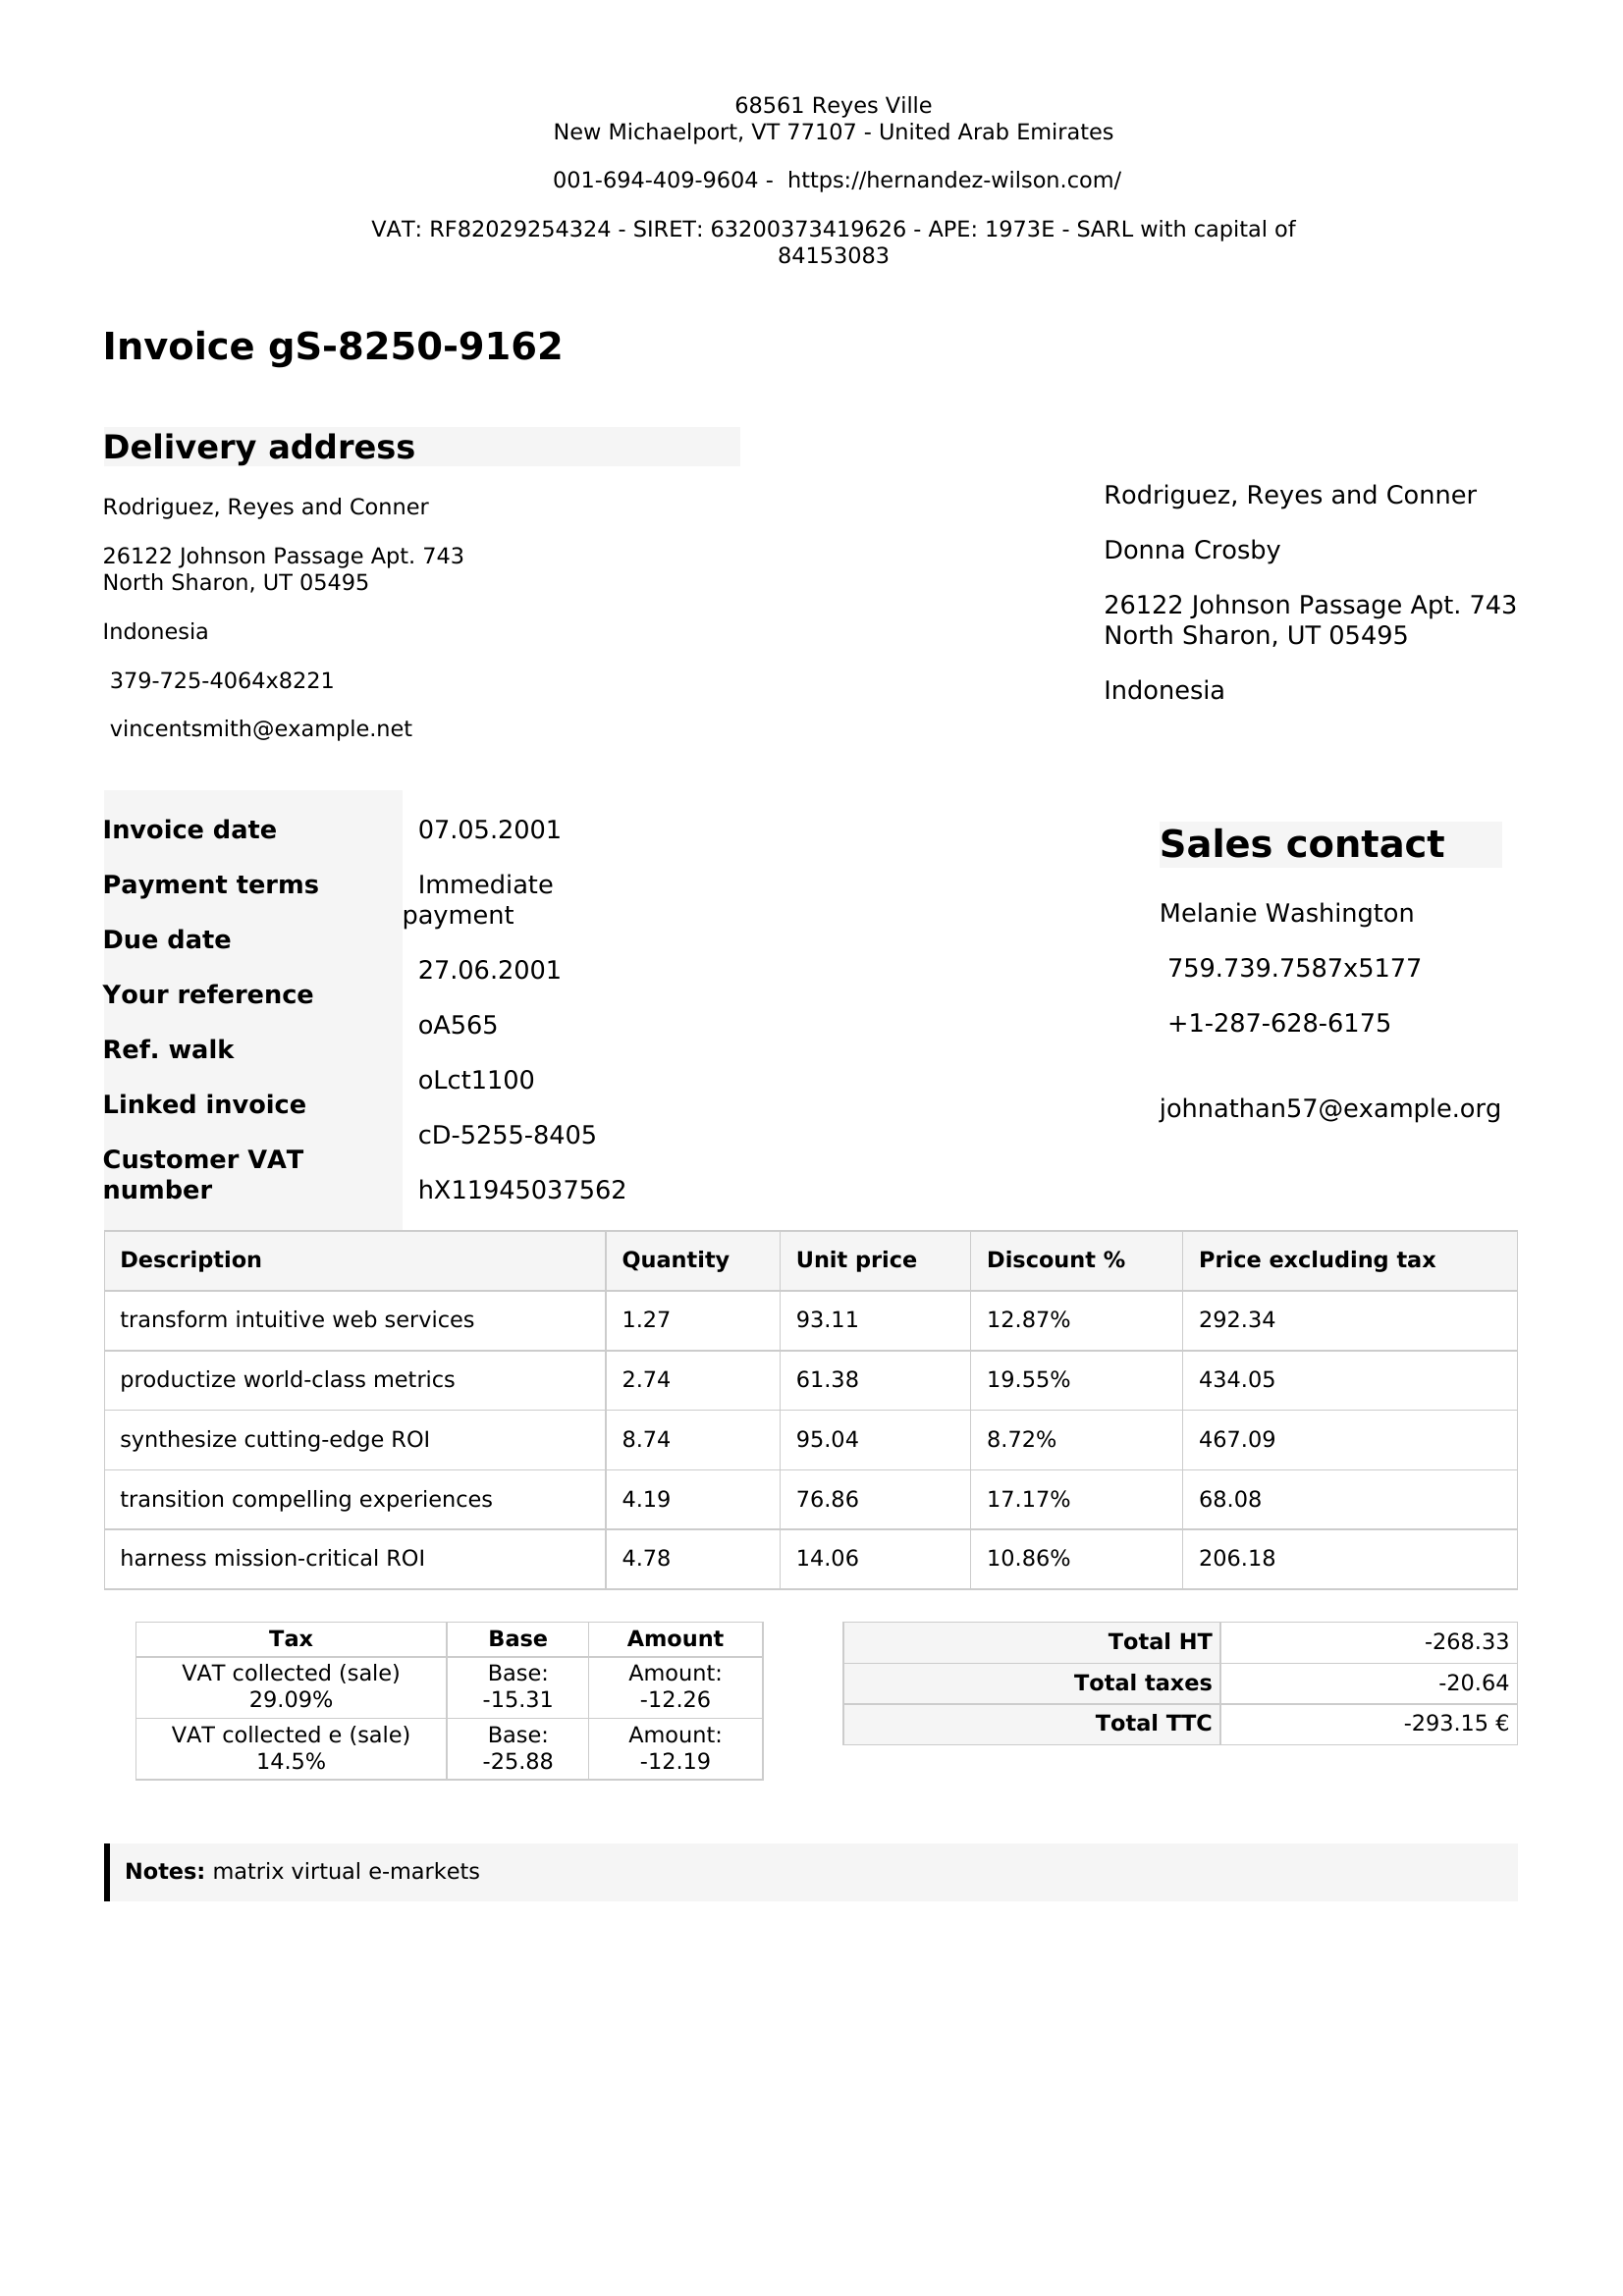 68561 Reyes Ville
New Michaelport, VT 77107 - United Arab Emirates
001-694-409-9604 - https://hernandez-wilson.com/
VAT: RF82029254324 - SIRET: 63200373419626 - APE: 1973E - SARL with capital of
84153083
Invoice gS-8250-9162
Delivery address
Rodriguez, Reyes and Conner
26122 Johnson Passage Apt. 743
North Sharon, UT 05495
Indonesia
379-725-4064x8221
vincentsmith@example.net
Rodriguez, Reyes and Conner
Donna Crosby
26122 Johnson Passage Apt. 743
North Sharon, UT 05495
Indonesia
Invoice date
Payment terms
Due date
Your reference
Ref. walk
Linked invoice
Customer VAT
number
07.05.2001
Immediate
payment
27.06.2001
oA565
oLct1100
cD-5255-8405
hX11945037562
Sales contact
Melanie Washington
759.739.7587x5177
+1-287-628-6175
johnathan57@example.org
Description Quantity Unit price Discount % Price excluding tax
transform intuitive web services 1.27 93.11 12.87% 292.34
productize world-class metrics 2.74 61.38 19.55% 434.05
synthesize cutting-edge ROI 8.74 95.04 8.72% 467.09
transition compelling experiences 4.19 76.86 17.17% 68.08
harness mission-critical ROI 4.78 14.06 10.86% 206.18
Tax Base Amount
VAT collected (sale) Base: Amount:
29.09% -15.31 -12.26
VAT collected e (sale) Base: Amount:
14.5% -25.88 -12.19
Total HT -268.33
Total taxes -20.64
Total TTC -293.15 €
Notes: matrix virtual e-markets